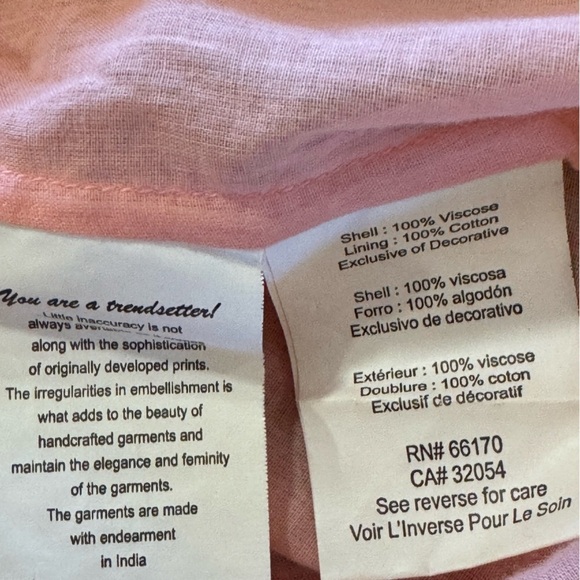 You are a trendsetter!
Little inaccuracy is not
always
along with the sophistication
of originally developed prints.
The irregularities in embellishment is
what adds to the beauty of
handcrafted garments and
maintain the elegance and feminity
of the garments.
The garments are made
with endearment
in India
Shell : 100% Viscose
Lining : 100% Cotton
Exclusive of Decorative
Shell : 100% viscosa
Forro : 100% algodón
Exclusivo de decorativo
Extérieur : 100% viscose
Doublure : 100% coton
Exclusif de décoratif
RN# 66170
CA# 32054
See reverse for care
Voir L'Inverse Pour Le Soin